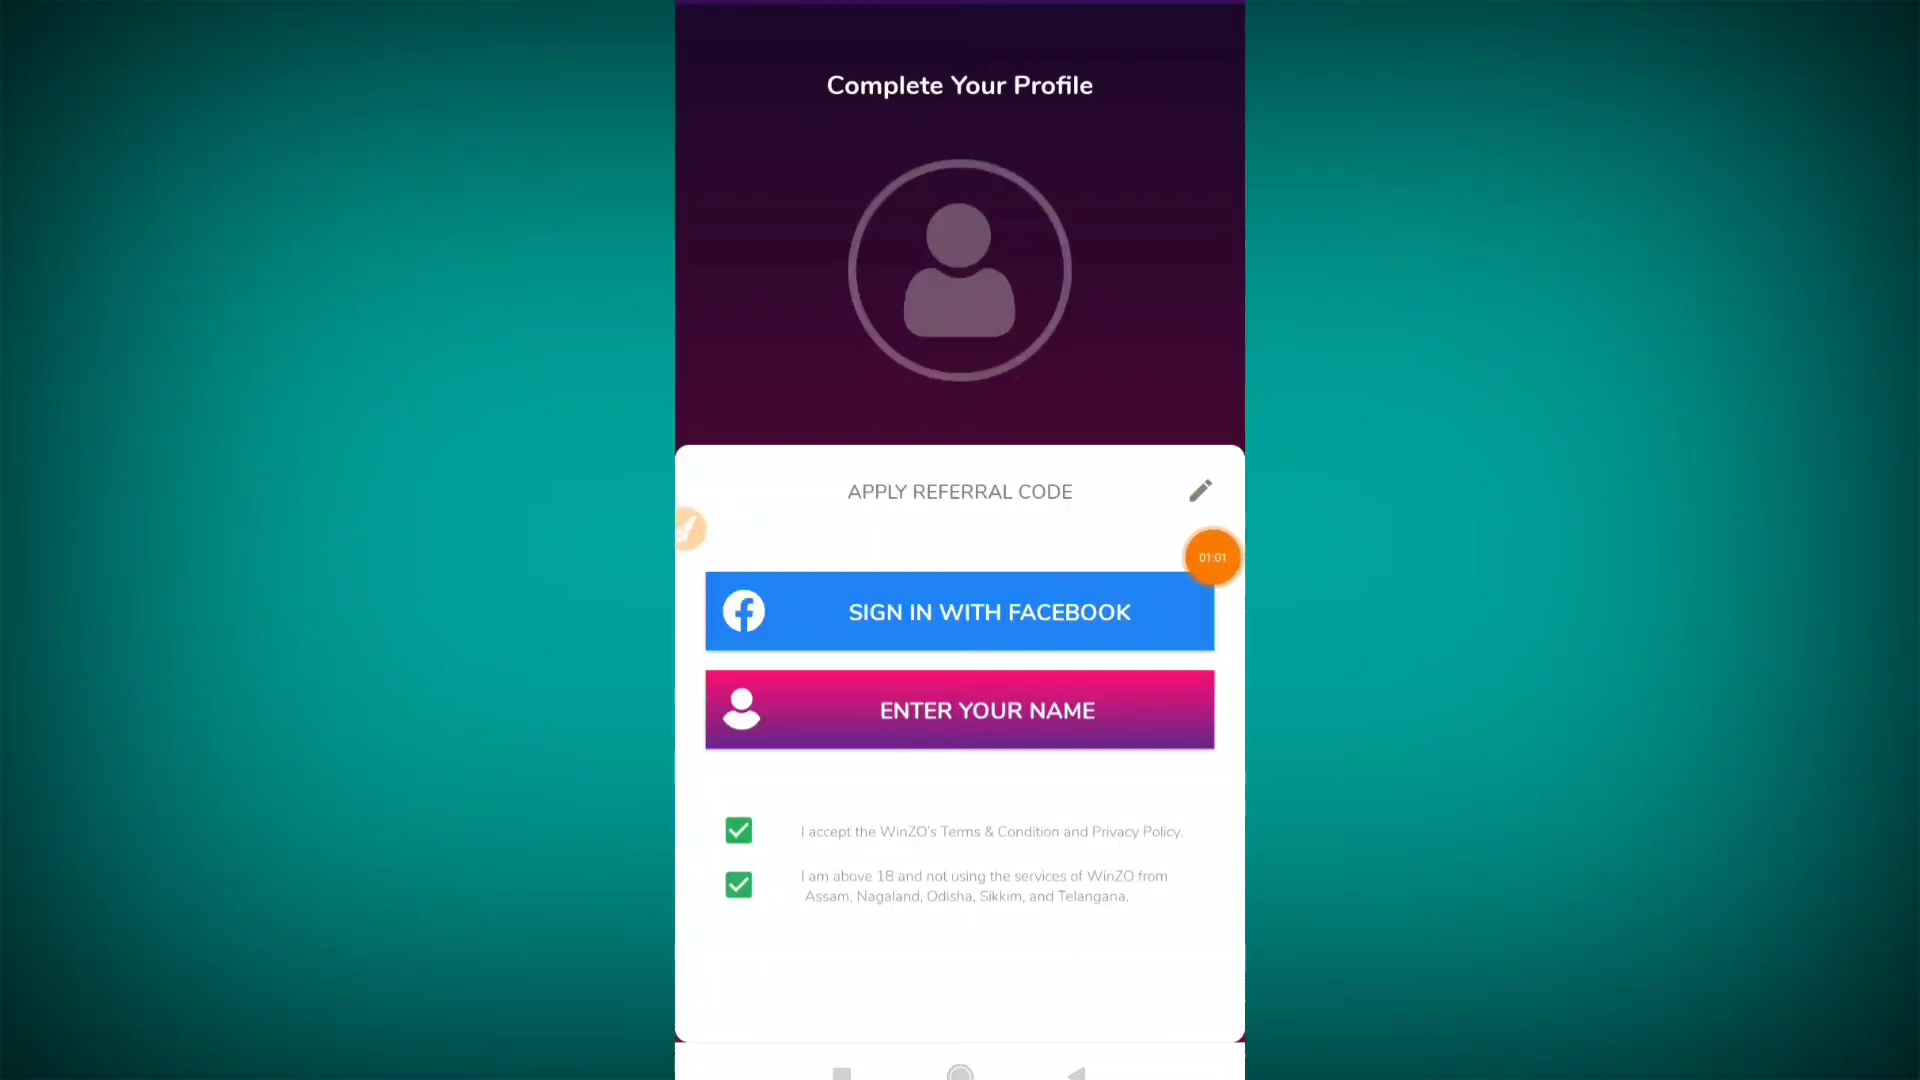 Complete Your Profile
APPLY REFERRAL CODE
01:01
SIGN IN WITH FACEBOOK
ENTER YOUR NAME
I accept the WinZO's Terms & Condition and Privacy Policy.
I am above 18 and not using the services of WinZO from
Assam, Nagaland, Odisha, Sikkim, and Telangana.